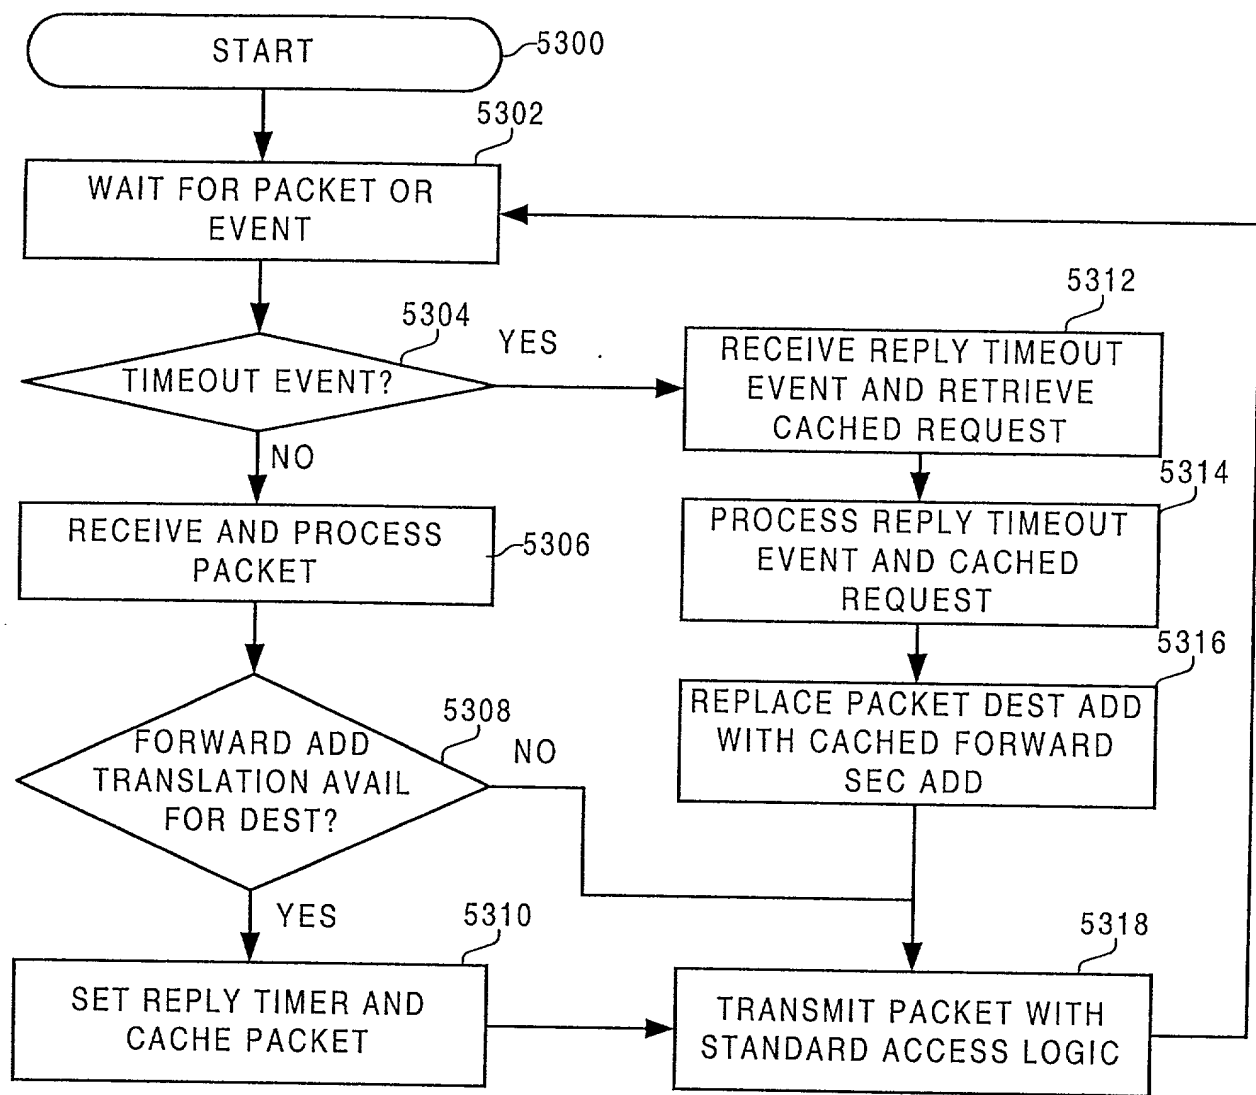 START
5300
5302
WAIT FOR PACKET OR
EVENT
5304
TIMEOUT EVENT?
YES
NO
5312
RECEIVE REPLY TIMEOUT
EVENT AND RETRIEVE
CACHED REQUEST
RECEIVE AND PROCESS
PACKET
5306
5314
PROCESS REPLY TIMEOUT
EVENT AND CACHED
REQUEST
5316
REPLACE PACKET DEST ADD
WITH CACHED FORWARD
SEC ADD
5308
FORWARD ADD
TRANSLATION AVAIL
FOR DEST?
NO
YES
5310
SET REPLY TIMER AND
CACHE PACKET
5318
TRANSMIT PACKET WITH
STANDARD ACCESS LOGIC